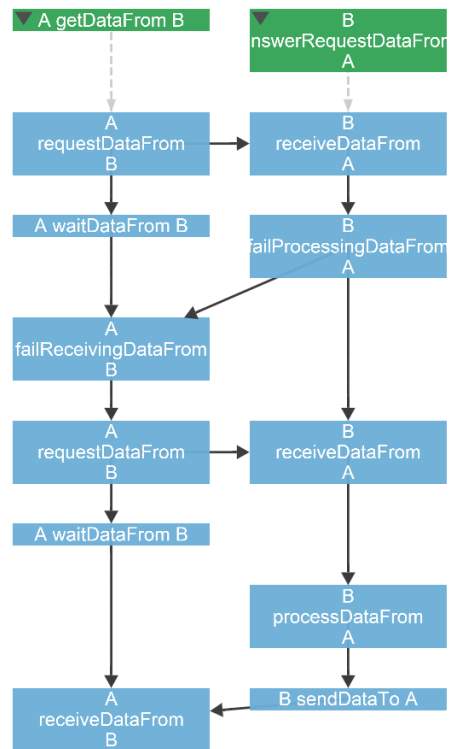 A getDataFrom B
B
nswerRequestDataFron
A
A
requestDataFrom
B
B
receiveDataFrom
A
A waitDataFrom B
B
failProcessingDataFrom
A
A
failReceivingDataFrom
B
A
requestDataFrom
B
B
receiveDataFrom
A
A waitDataFrom B
B
processDataFrom
A
A
receiveDataFrom
B
B sendDataTo A